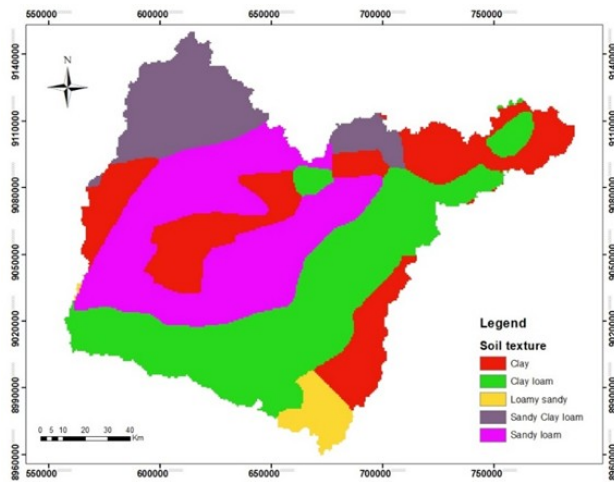 550000 600000 650000 700000 750000
9140000
9110000
9080000
9050000
9020000
8990000
8960000
N
Legend
Soil texture
Clay
Clay loam
Loamy sandy
Sandy Clay loam
Sandy loam
0 5 10 20 30 40
Km
9140000
9110000
9080000
9050000
9020000
8990000
8960000
550000 600000 650000 700000 750000